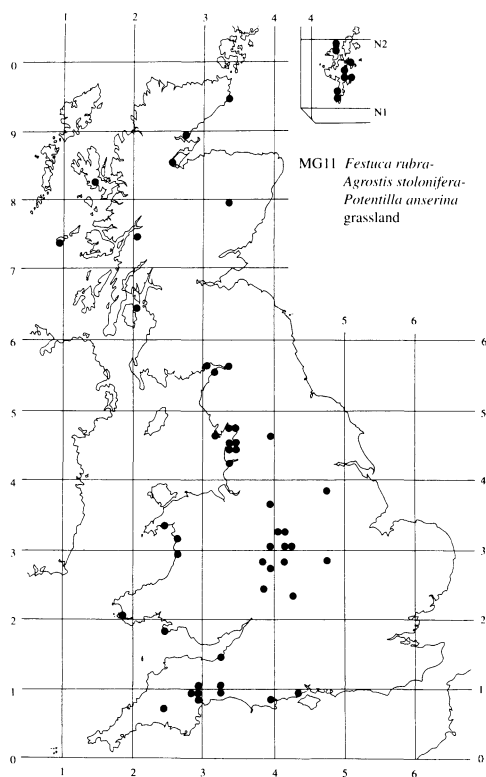 1 2 3 4
N2
N1
0
9
8
7
6
5
4
3
2
1
0
MG11 Festuca rubra-
Agrostis stolonifera-
Potentilla anserina
grassland
5 6
6
5
4
3
2
1
0
1 2 3 4 5 6